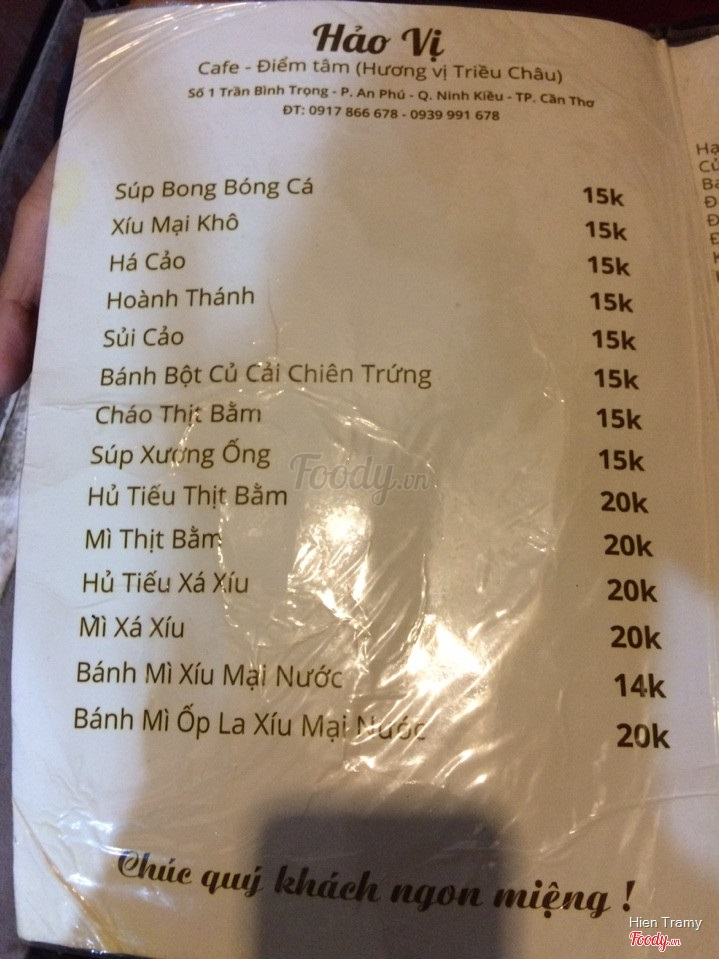 Hảo Vị
Cafe - Điểm tâm (Hương vị Triều Châu)
Số 1 Trần Bình Trọng - P. An Phú - Q. Ninh Kiều - TP. Cần Thơ
ĐT: 0917 866 678 - 0939 991 678
Súp Bong Bóng Cá 15k
Xíu Mại Khô 15k
Há Cảo 15k
Hoành Thánh 15k
Sủi Cảo 15k
Bánh Bột Củ Cải Chiên Trứng 15k
Cháo Thịt Bằm 15k
Súp Xương Ống 15k
Hủ Tiếu Thịt Bằm 20k
Mì Thịt Bằm 20k
Hủ Tiếu Xá Xíu 20k
Mì Xá Xíu 20k
Bánh Mì Xíu Mại Nước 14k
Bánh Mì Ốp La Xíu Mại Nước 20k
Chúc quý khách ngon miệng !
Foody.vn
Hien Tramy
Foody.vn